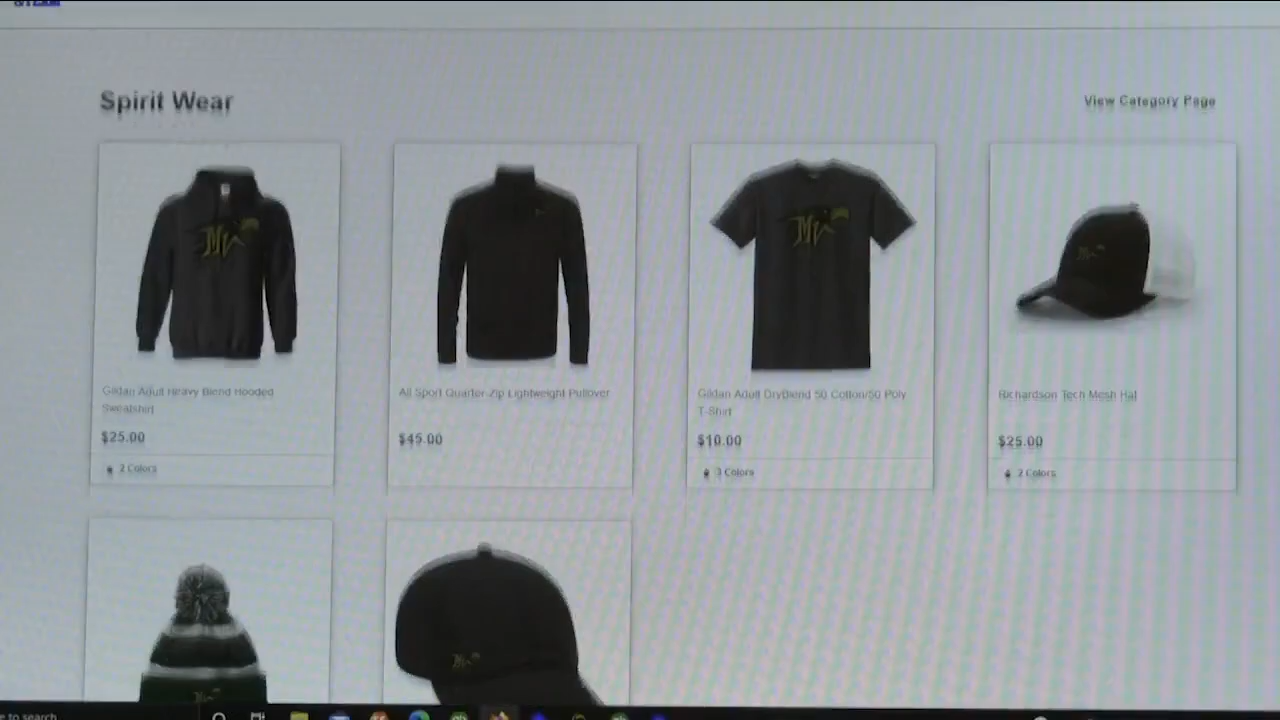 Spirit Wear
View Category Page
Gildan Adult Heavy Blend Hooded
Sweatshirt
$25.00
2 Colors
All Sport Quarter-Zip Lightweight Pullover
$45.00
Gildan Adult DryBlend 50 Cotton/50 Poly
T-Shirt
$10.00
3 Colors
Richardson Tech Mesh Hat
$25.00
2 Colors
to search